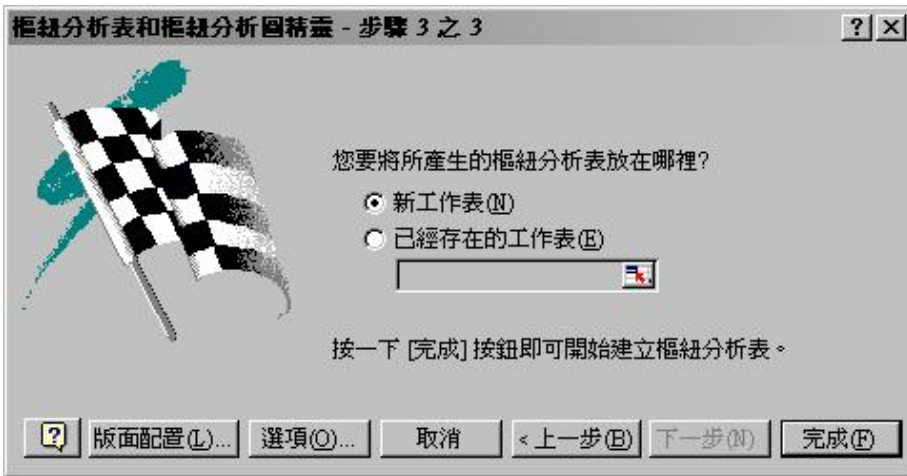 樞紐分析表和樞紐分析圖精靈 - 步驟 3 之 3
您要將所產生的樞紐分析表放在哪裡?
新工作表(N)
已經存在的工作表(E)
按一下 [完成] 按鈕即可開始建立樞紐分析表。
版面配置(L)... 選項(O)... 取消 < 上一步(B) 下一步(N) 完成(F)